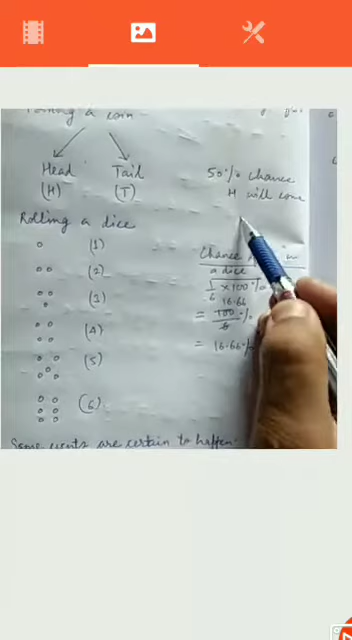 a coin
Head Tail
(H) (T)
50% chance
H will come
Rolling a dice
(1)
(2)
(3)
(4)
(5)
(6)
Chance in
a dice
1/6 x 100%
16.66
= 100/6 %
= 16.66%
Some events are certain to happen.